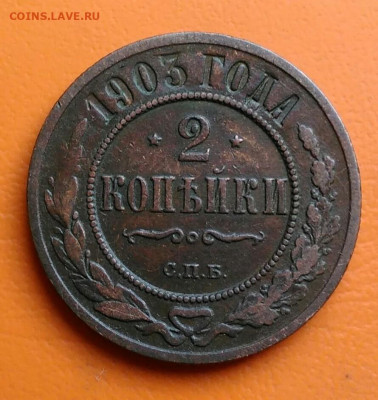 COINS.LAVE.RU
1903 ГОДА
2
КОПѢЙКИ
С.П.Б.